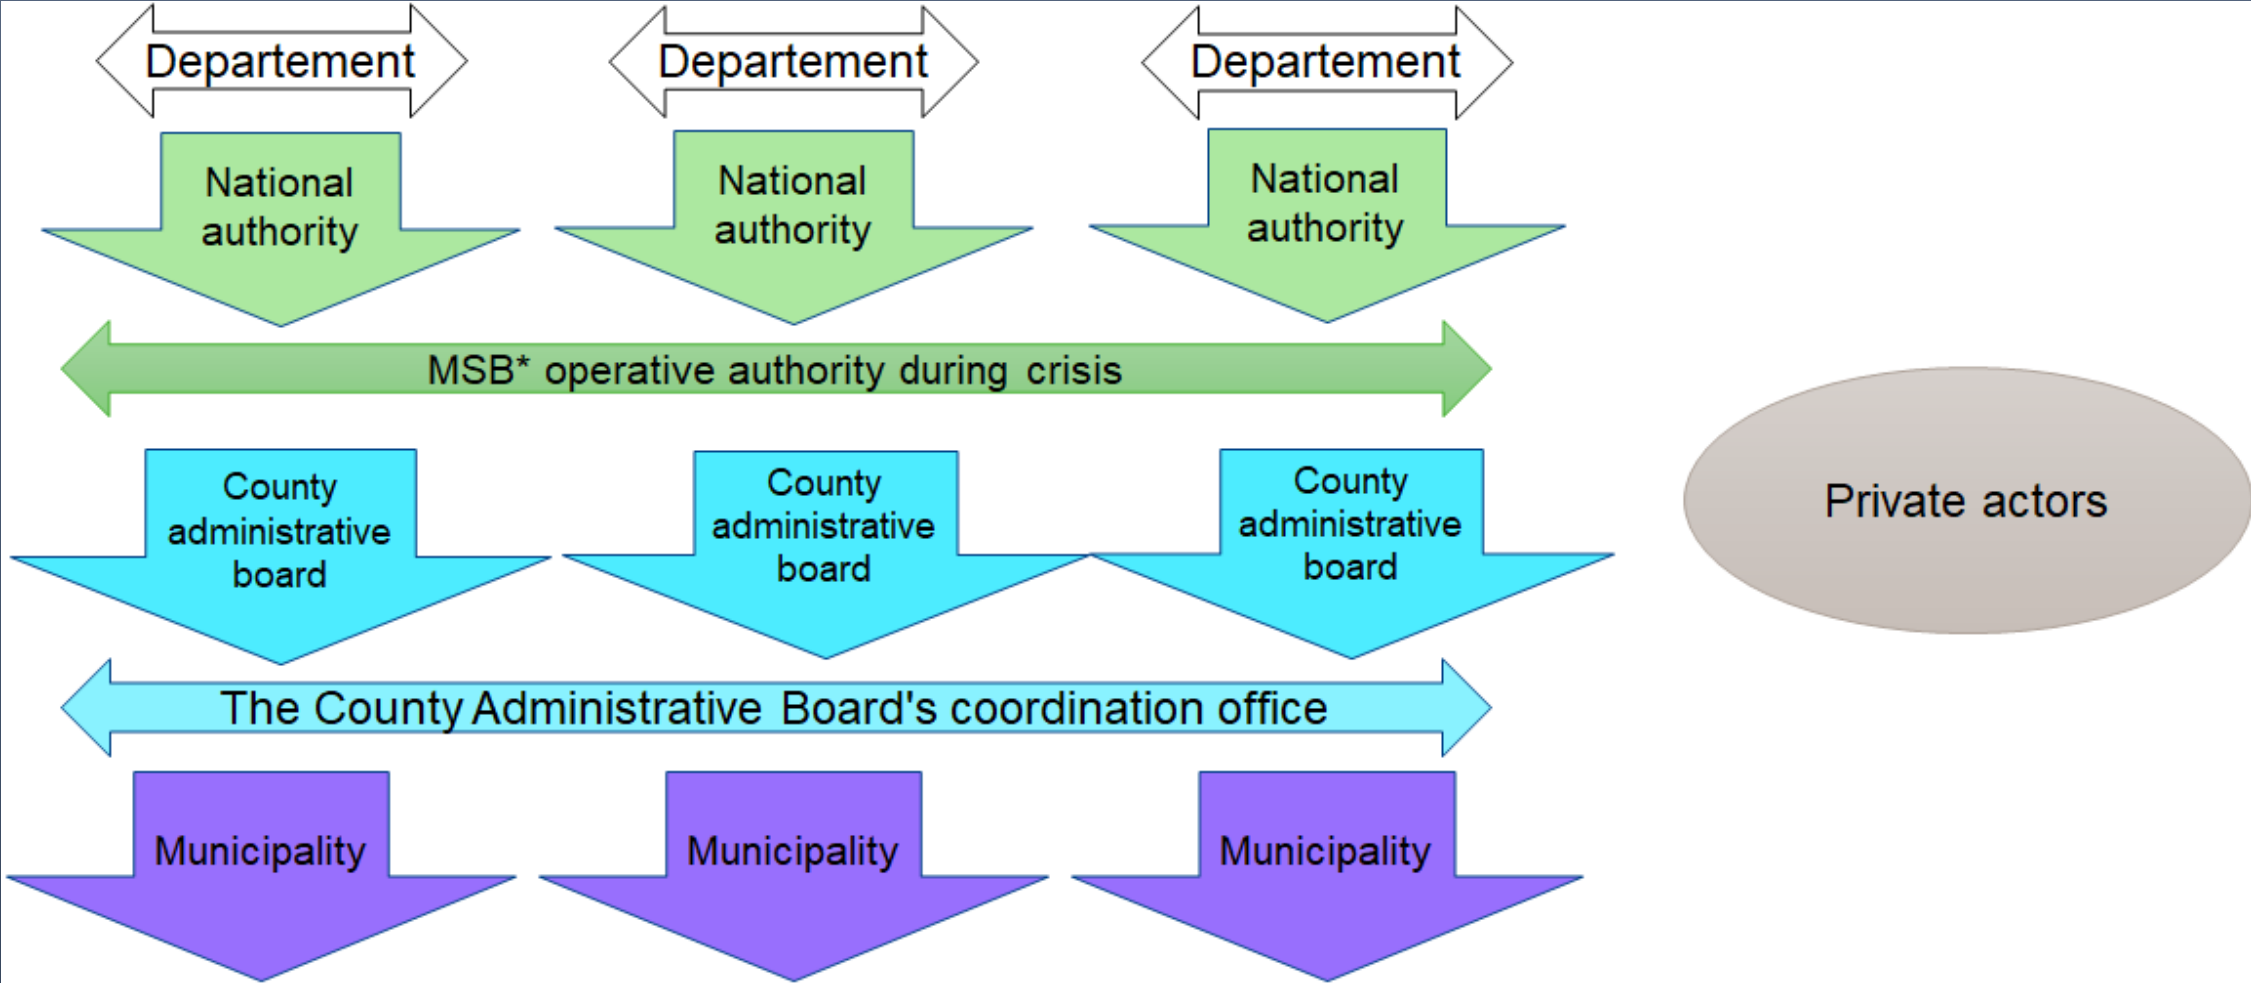 Departement
Departement
Departement
National
authority
National
authority
National
authority
MSB* operative authority during crisis
County
administrative
board
County
administrative
board
County
administrative
board
Private actors
The County Administrative Board's coordination office
Municipality
Municipality
Municipality